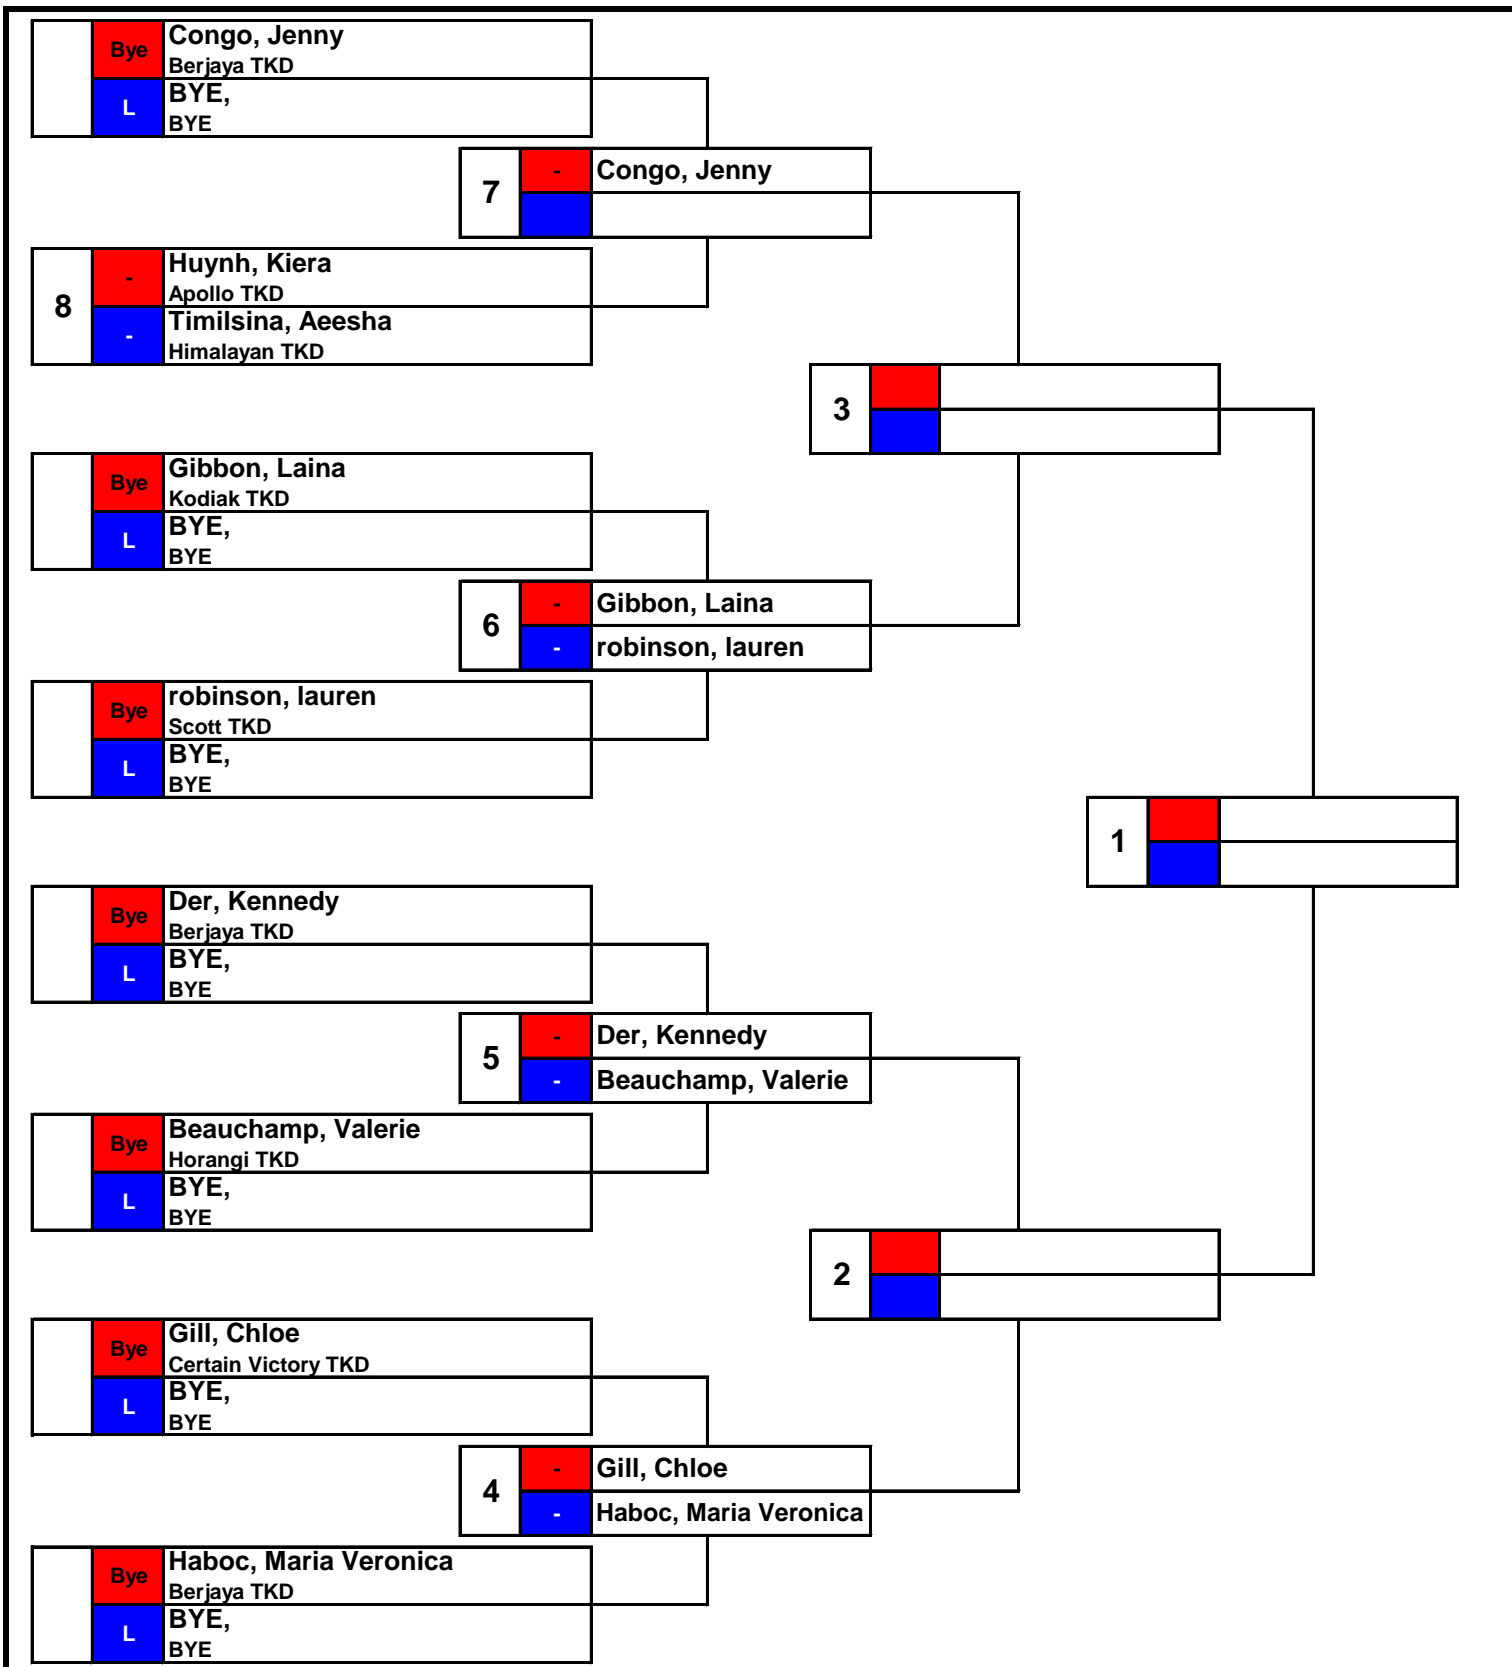 Bye Congo, Jenny
Berjaya TKD
L BYE,
BYE
7 - Congo, Jenny
8 - Huynh, Kiera
Apollo TKD
- Timilsina, Aeesha
Himalayan TKD
3
Bye Gibbon, Laina
Kodiak TKD
L BYE,
BYE
6 - Gibbon, Laina
- robinson, lauren
Bye robinson, lauren
Scott TKD
L BYE,
BYE
1
Bye Der, Kennedy
Berjaya TKD
L BYE,
BYE
5 - Der, Kennedy
- Beauchamp, Valerie
Bye Beauchamp, Valerie
Horangi TKD
L BYE,
BYE
2
Bye Gill, Chloe
Certain Victory TKD
L BYE,
BYE
4 - Gill, Chloe
- Haboc, Maria Veronica
Bye Haboc, Maria Veronica
Berjaya TKD
L BYE,
BYE